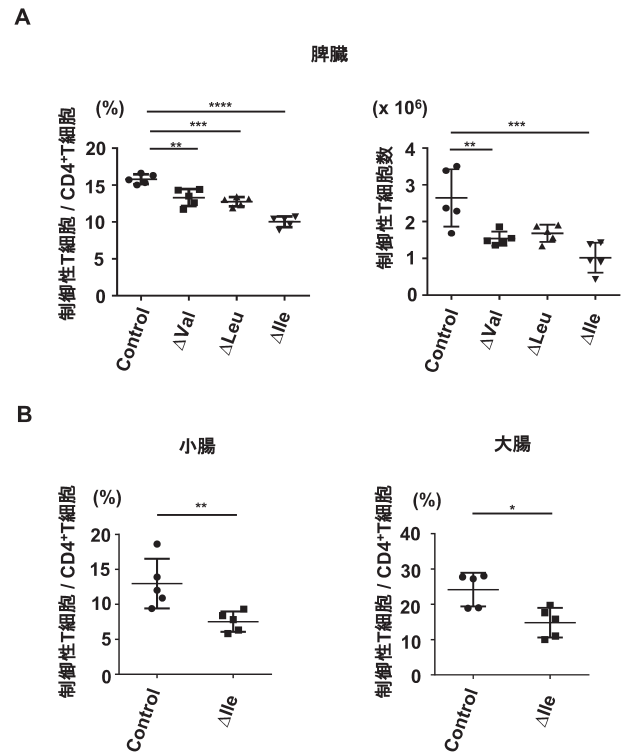 A
脾臓
(%)
****
***
**
制御性T細胞 / CD4⁺T細胞
20
15
10
5
0
Control
ΔVal
ΔLeu
ΔIle
(x 10⁶)
***
**
制御性T細胞数
4
3
2
1
0
Control
ΔVal
ΔLeu
ΔIle
B
小腸
(%)
**
制御性T細胞 / CD4⁺T細胞
20
15
10
5
0
Control
ΔIle
大腸
(%)
*
制御性T細胞 / CD4⁺T細胞
40
30
20
10
0
Control
ΔIle